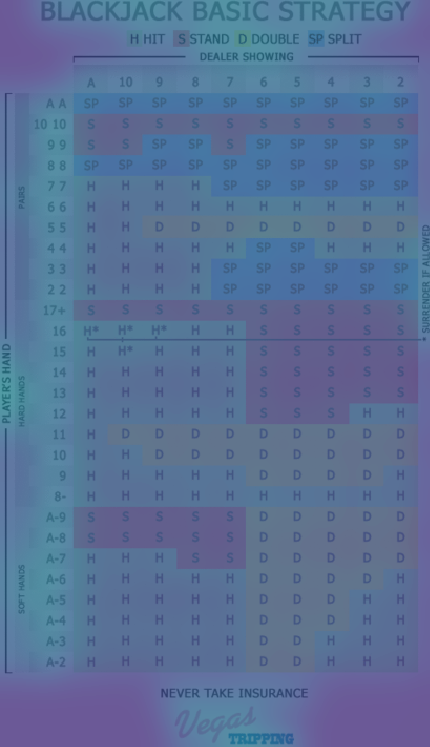 BLACKJACK BASIC STRATEGY
H HIT S STAND D DOUBLE SP SPLIT
DEALER SHOWING
A 10 9 8 7 6 5 4 3 2
PLAYER'S HAND
PAIRS
A A SP SP SP SP SP SP SP SP SP SP
10 10 S S S S S S S S S S
9 9 S S SP SP S SP SP SP SP SP
8 8 SP SP SP SP SP SP SP SP SP SP
7 7 H H H H SP SP SP SP SP SP
6 6 H H H H H H H H H H
5 5 H H D D D D D D D D
4 4 H H H H H SP SP H H H
3 3 H H H H SP SP SP SP SP SP
2 2 H H H H SP SP SP SP SP SP
HARD HANDS
17+ S S S S S S S S S S
16 H* H* H* H H S S S S S
15 H H* H H H S S S S S
14 H H H H H S S S S S
13 H H H H H S S S S S
12 H H H H H S S S H H
11 H D D D D D D D D D
10 H H D D D D D D D D
9 H H H H H D D D D H
8- H H H H H H H H H H
SOFT HANDS
A-9 S S S S S D D D D D
A-8 S S S S S D D D D D
A-7 H H H S S D D D D D
A-6 H H H H H D D D D H
A-5 H H H H H D D D H H
A-4 H H H H H D D D H H
A-3 H H H H H D D H H H
A-2 H H H H H D D H H H
SURRENDER IF ALLOWED
NEVER TAKE INSURANCE
Vegas
TRIPPING